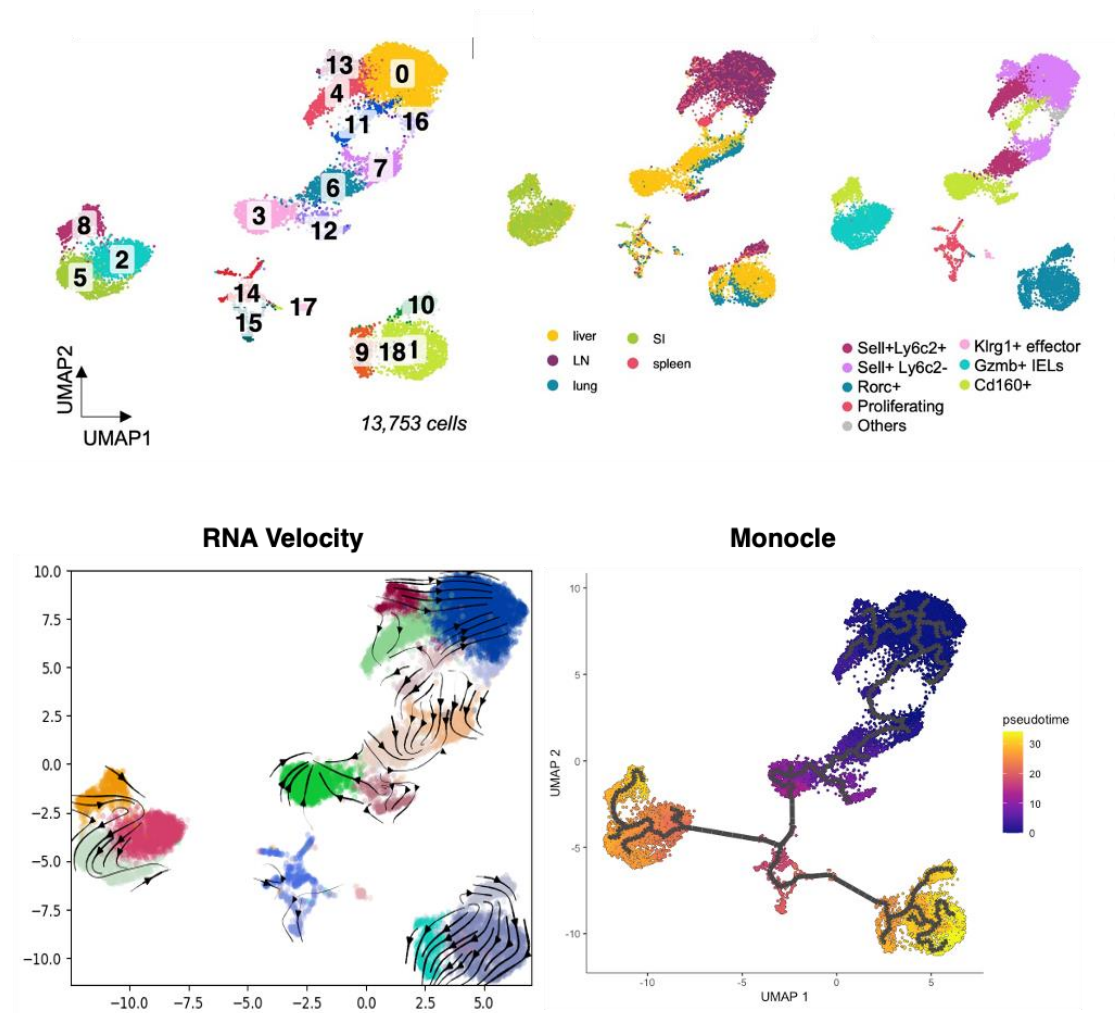 13
0
4
11
16
7
6
3
12
8
2
5
14
17
15
10
9
18
1
UMAP2
UMAP1
13,753 cells
liver
LN
lung
SI
spleen
Sell+Ly6c2+
Sell+ Ly6c2-
Rorc+
Proliferating
Others
Klrg1+ effector
Gzmb+ IELs
Cd160+
RNA Velocity
10.0
7.5
5.0
2.5
0.0
−2.5
−5.0
−7.5
−10.0
−10.0
−7.5
−5.0
−2.5
0.0
2.5
5.0
Monocle
10
5
0
-5
-10
UMAP 2
-10
-5
0
5
UMAP 1
pseudotime
30
20
10
0